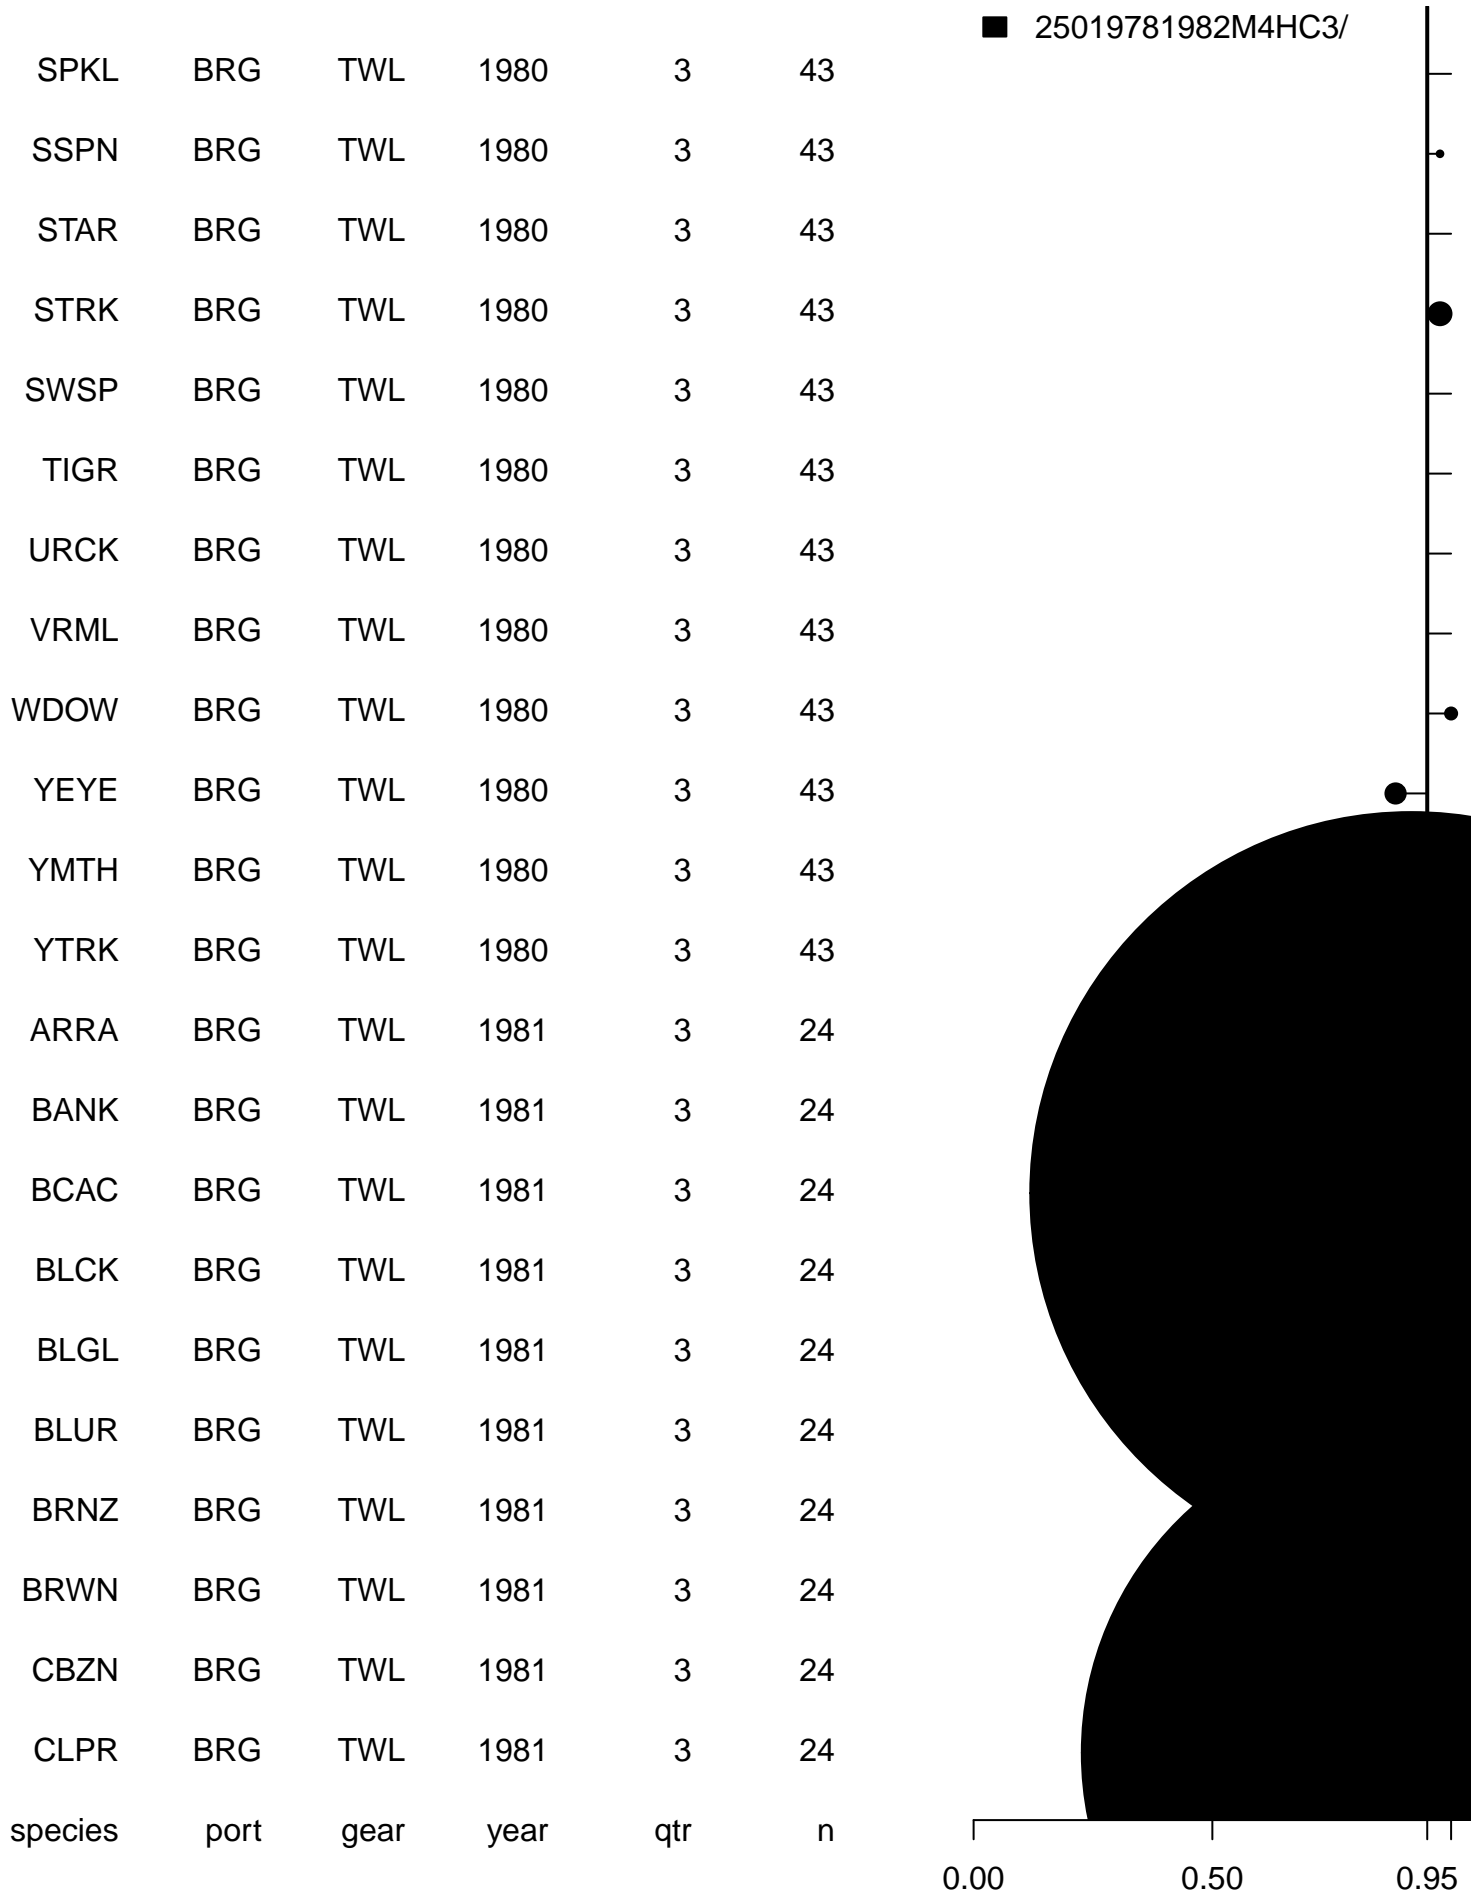 25019781982M4HC3/
SPKL BRG TWL 1980 3 43
SSPN BRG TWL 1980 3 43
STAR BRG TWL 1980 3 43
STRK BRG TWL 1980 3 43
SWSP BRG TWL 1980 3 43
TIGR BRG TWL 1980 3 43
URCK BRG TWL 1980 3 43
VRML BRG TWL 1980 3 43
WDOW BRG TWL 1980 3 43
YEYE BRG TWL 1980 3 43
YMTH BRG TWL 1980 3 43
YTRK BRG TWL 1980 3 43
ARRA BRG TWL 1981 3 24
BANK BRG TWL 1981 3 24
BCAC BRG TWL 1981 3 24
BLCK BRG TWL 1981 3 24
BLGL BRG TWL 1981 3 24
BLUR BRG TWL 1981 3 24
BRNZ BRG TWL 1981 3 24
BRWN BRG TWL 1981 3 24
CBZN BRG TWL 1981 3 24
CLPR BRG TWL 1981 3 24
species port gear year qtr n
0.00 0.50 0.95